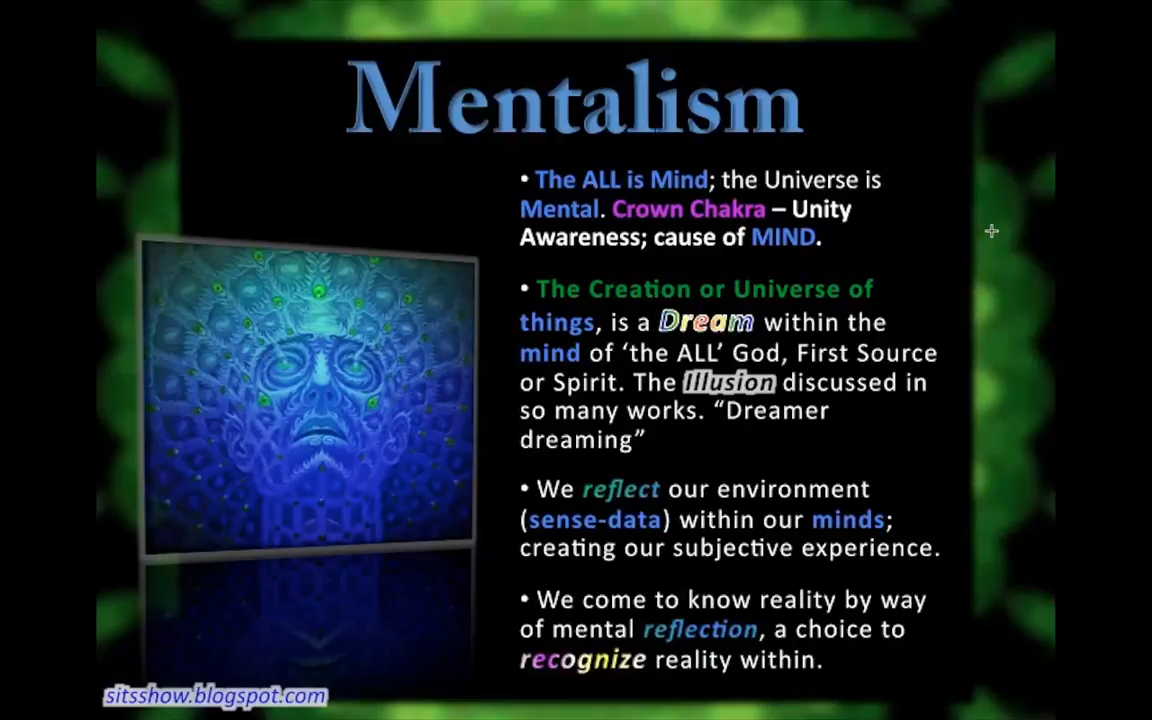 Mentalism
• The ALL is Mind; the Universe is
Mental. Crown Chakra – Unity
Awareness; cause of MIND.
• The Creation or Universe of
things, is a Dream within the
mind of ‘the ALL’ God, First Source
or Spirit. The Illusion discussed in
so many works. “Dreamer
dreaming”
• We reflect our environment
(sense-data) within our minds;
creating our subjective experience.
• We come to know reality by way
of mental reflection, a choice to
recognize reality within.
sitsshow.blogspot.com